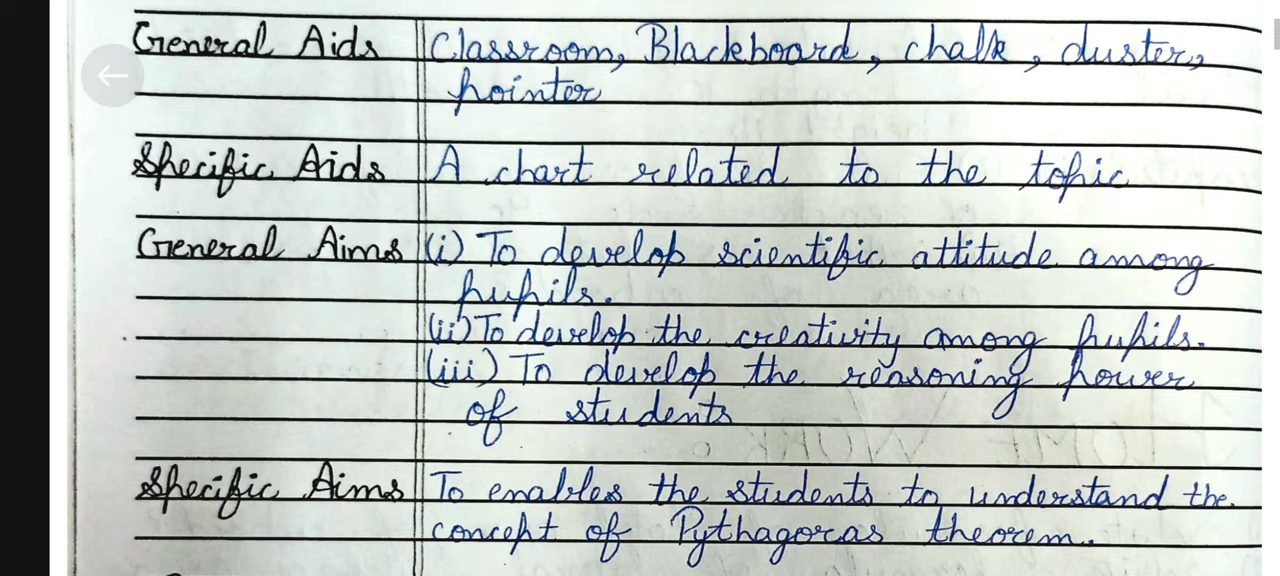 General Aids Classroom, Blackboard, chalk, duster,
pointer
Specific Aids A chart related to the topic
General Aims (i) To develop scientific attitude among
pupils.
(ii) To develop the creativity among pupils.
(iii) To develop the reasoning power
of students
Specific Aims To enables the students to understand the
concept of Pythagoras theorem.